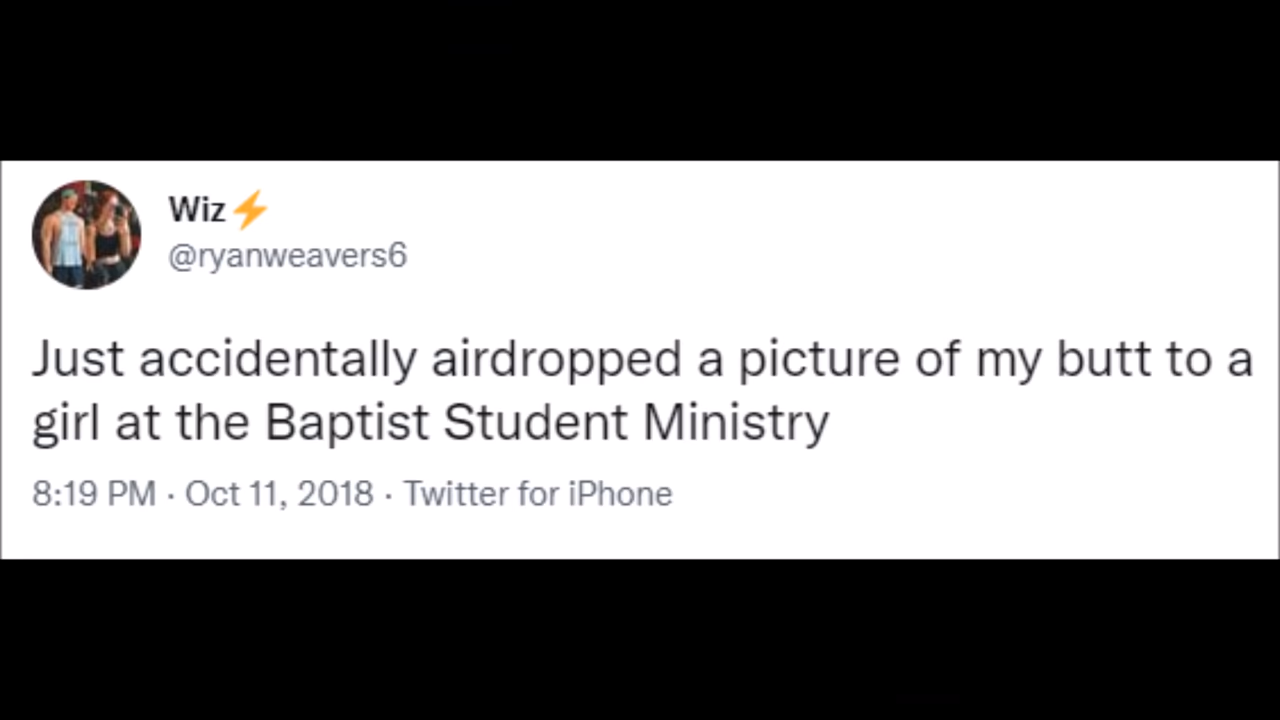 Wiz⚡
@ryanweavers6
Just accidentally airdropped a picture of my butt to a
girl at the Baptist Student Ministry
8:19 PM · Oct 11, 2018 · Twitter for iPhone